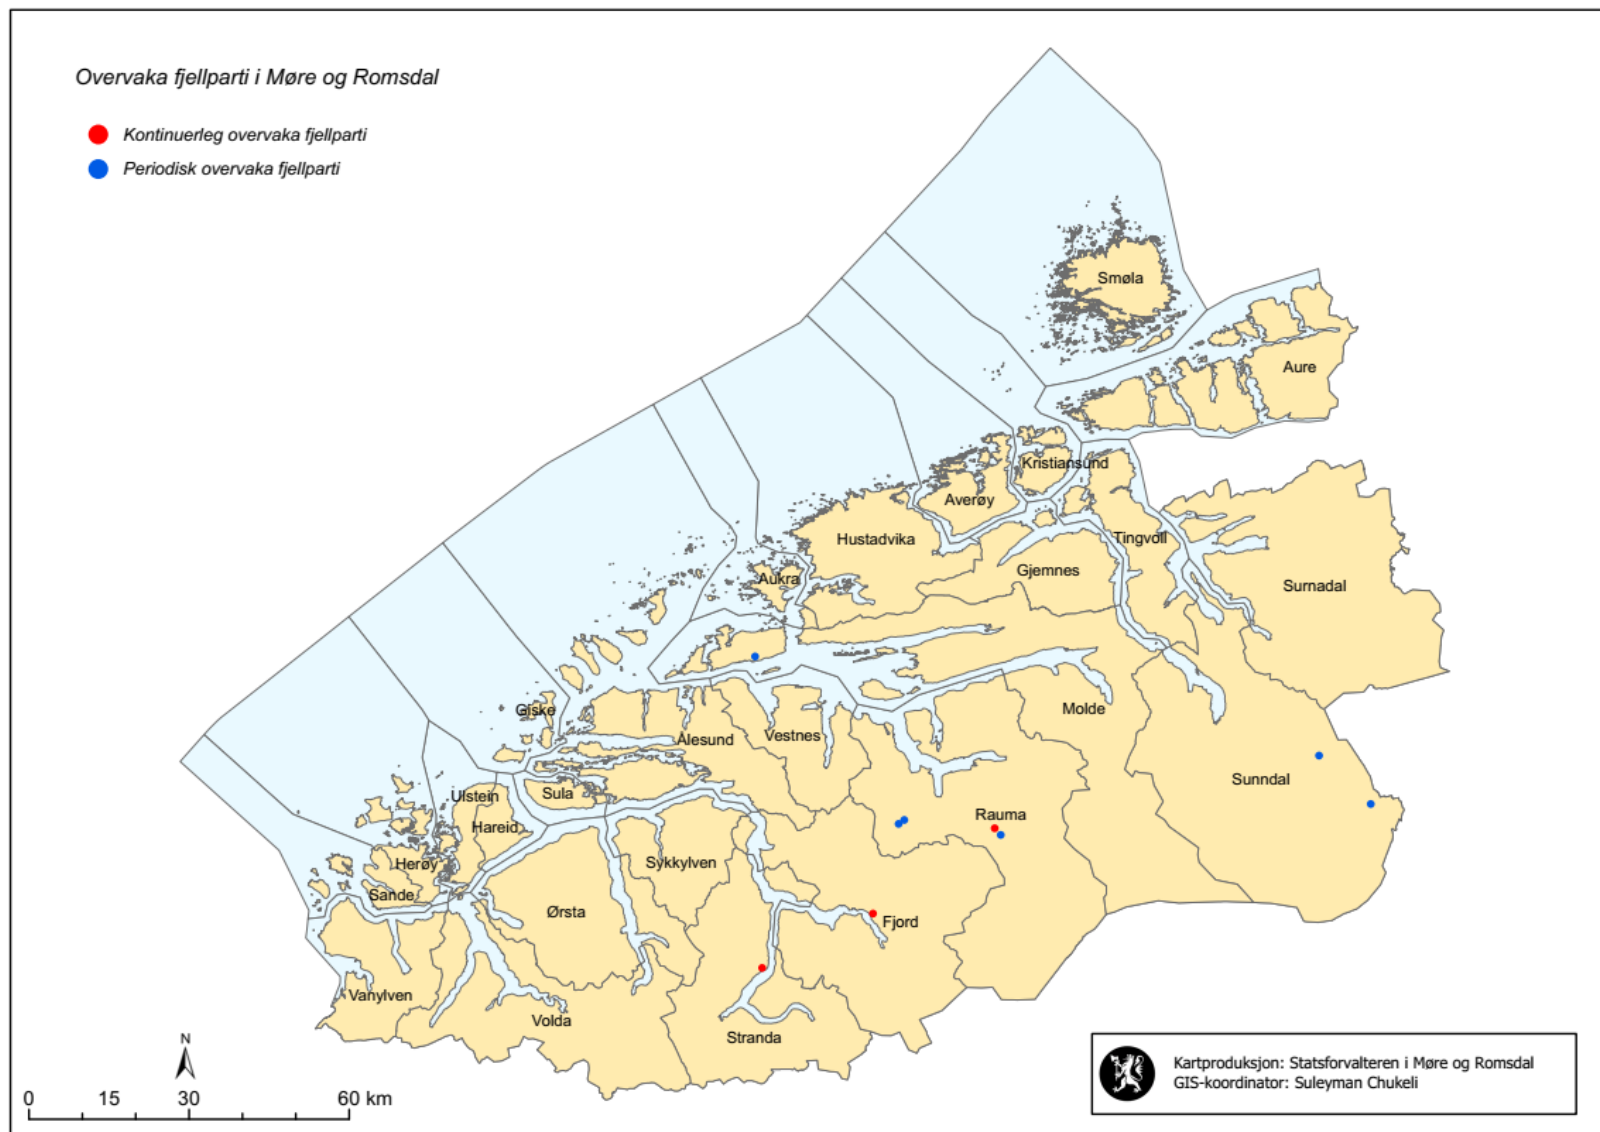 Overvaka fjellparti i Møre og Romsdal
Kontinuerleg overvaka fjellparti
Periodisk overvaka fjellparti
Smøla
Aure
Kristiansund
Averøy
Hustadvika
Tingvoll
Aukra
Gjemnes
Surnadal
Giske
Ålesund
Vestnes
Molde
Sunndal
Ulstein
Sula
Hareid
Rauma
Herøy
Sykkylven
Sande
Ørsta
Fjord
Vanylven
Volda
Stranda
N
0 15 30 60 km
Kartproduksjon: Statsforvalteren i Møre og Romsdal
GIS-koordinator: Suleyman Chukeli